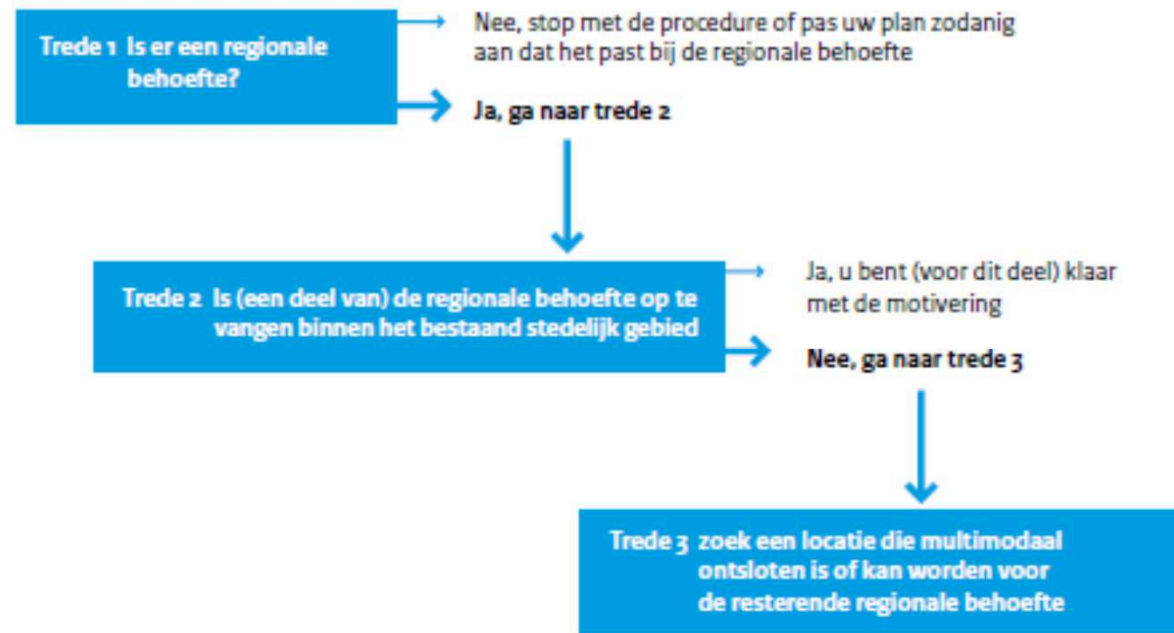 Trede 1 Is er een regionale
behoefte?
Nee, stop met de procedure of pas uw plan zodanig
aan dat het past bij de regionale behoefte
Ja, ga naar trede 2
Trede 2 Is (een deel van) de regionale behoefte op te
vangen binnen het bestaand stedelijk gebied
Ja, u bent (voor dit deel) klaar
met de motivering
Nee, ga naar trede 3
Trede 3 zoek een locatie die multimodaal
ontsloten is of kan worden voor
de resterende regionale behoefte